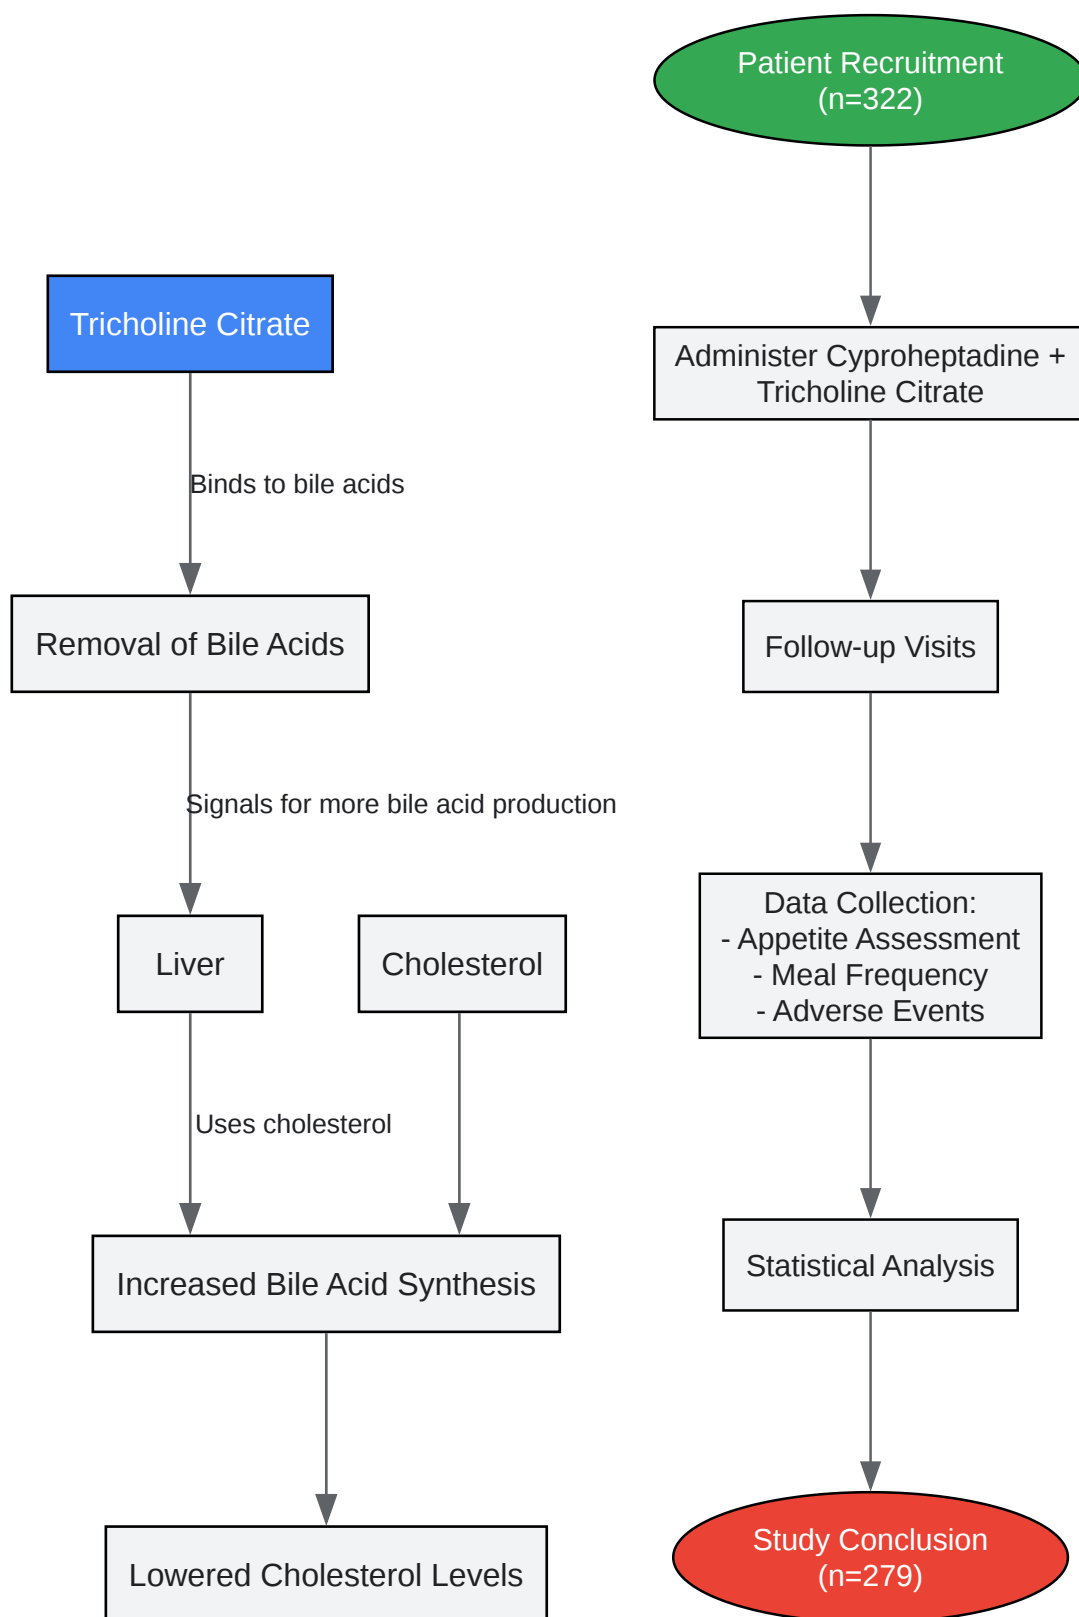 Tricholine Citrate
Binds to bile acids
Removal of Bile Acids
Signals for more bile acid production
Liver
Cholesterol
Uses cholesterol
Increased Bile Acid Synthesis
Lowered Cholesterol Levels
Patient Recruitment
(n=322)
Administer Cyproheptadine +
Tricholine Citrate
Follow-up Visits
Data Collection:
- Appetite Assessment
- Meal Frequency
- Adverse Events
Statistical Analysis
Study Conclusion
(n=279)